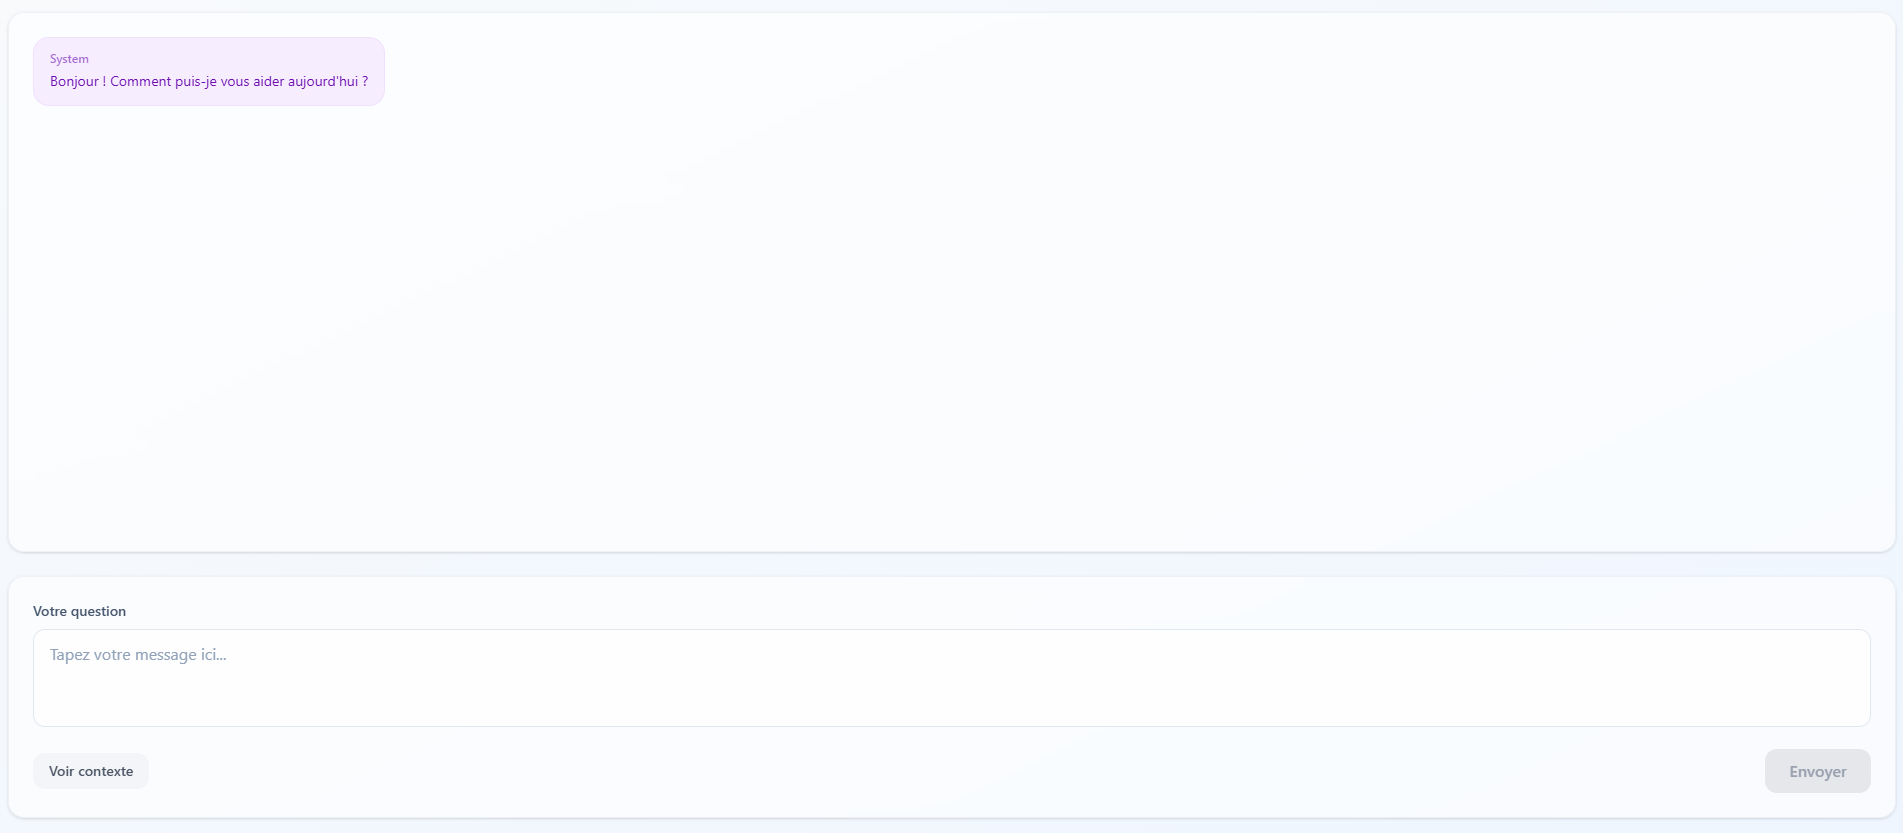 System
Bonjour ! Comment puis-je vous aider aujourd'hui ?
Votre question
Tapez votre message ici...
Voir contexte
Envoyer